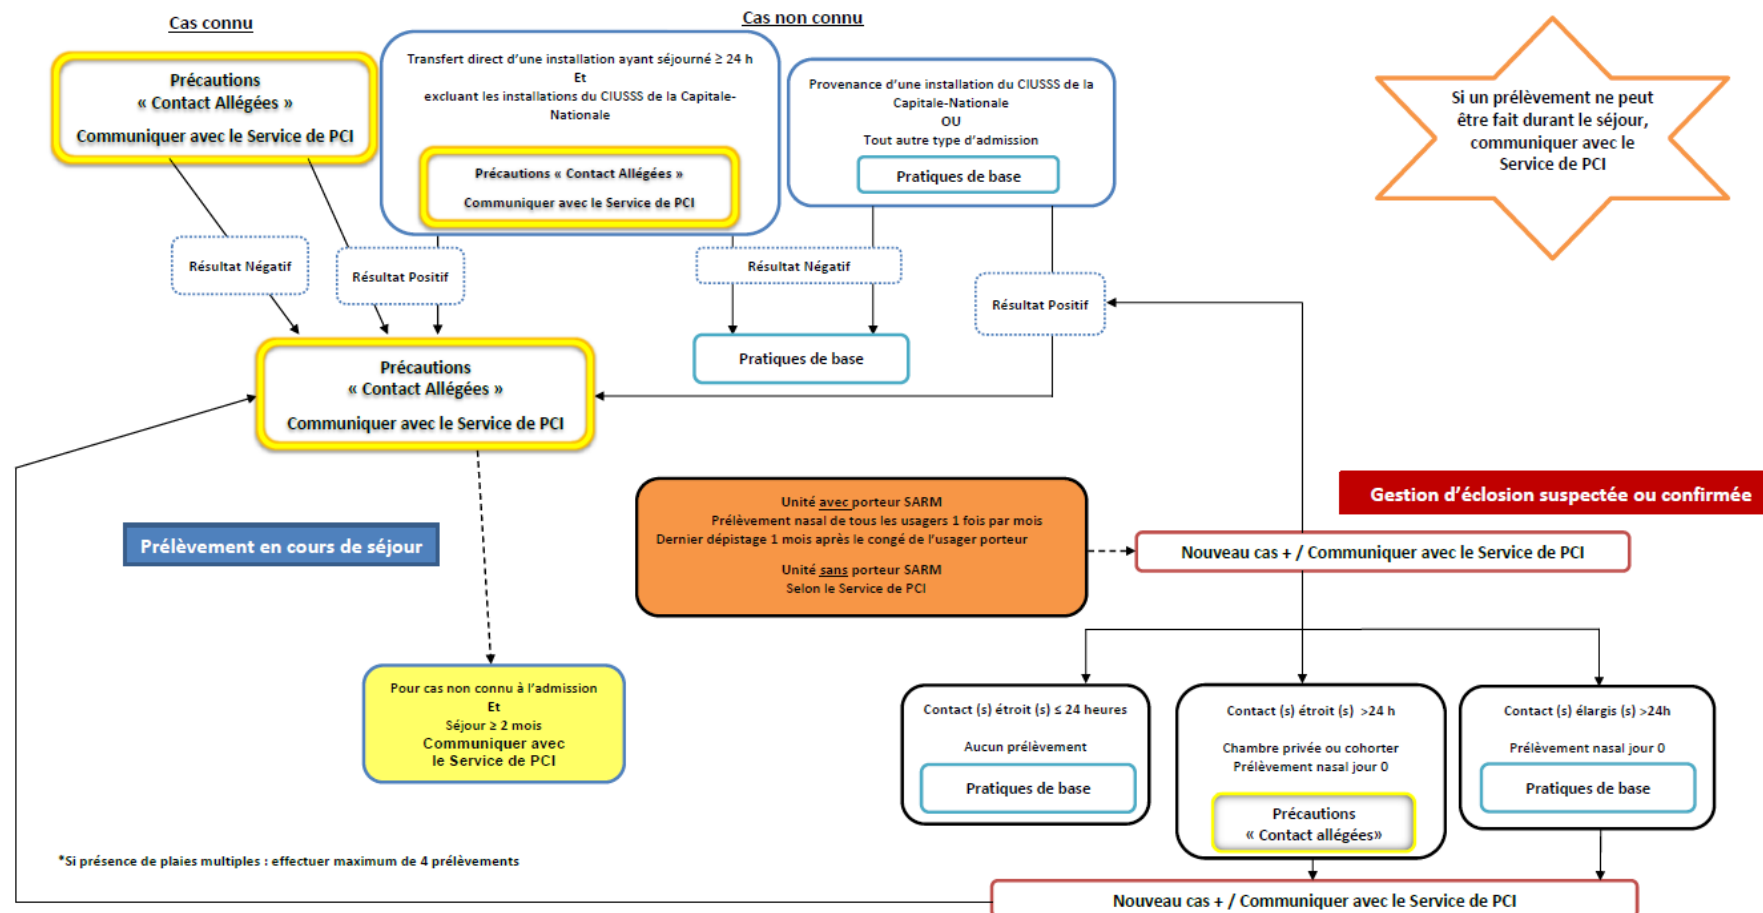 Cas connu
Cas non connu
Précautions
« Contact Allégées »
Communiquer avec le Service de PCI
Transfert direct d'une installation ayant séjourné ≥ 24 h
Et
excluant les installations du CIUSSS de la Capitale-
Nationale
Précautions « Contact Allégées »
Communiquer avec le Service de PCI
Provenance d'une installation du CIUSSS de la
Capitale-Nationale
OU
Tout autre type d'admission
Pratiques de base
Si un prélèvement ne peut
être fait durant le séjour,
communiquer avec le
Service de PCI
Résultat Négatif
Résultat Positif
Résultat Négatif
Résultat Positif
Précautions
« Contact Allégées »
Communiquer avec le Service de PCI
Pratiques de base
Prélèvement en cours de séjour
Unité avec porteur SARM
Prélèvement nasal de tous les usagers 1 fois par mois
Dernier dépistage 1 mois après le congé de l'usager porteur
Unité sans porteur SARM
Selon le Service de PCI
Gestion d'éclosion suspectée ou confirmée
Nouveau cas + / Communiquer avec le Service de PCI
Pour cas non connu à l'admission
Et
Séjour ≥ 2 mois
Communiquer avec
le Service de PCI
Contact (s) étroit (s) ≤ 24 heures
Aucun prélèvement
Pratiques de base
Contact (s) étroit (s) >24 h
Chambre privée ou cohorter
Prélèvement nasal jour 0
Précautions
« Contact allégées»
Contact (s) élargis (s) >24h
Prélèvement nasal jour 0
Pratiques de base
*Si présence de plaies multiples : effectuer maximum de 4 prélèvements
Nouveau cas + / Communiquer avec le Service de PCI